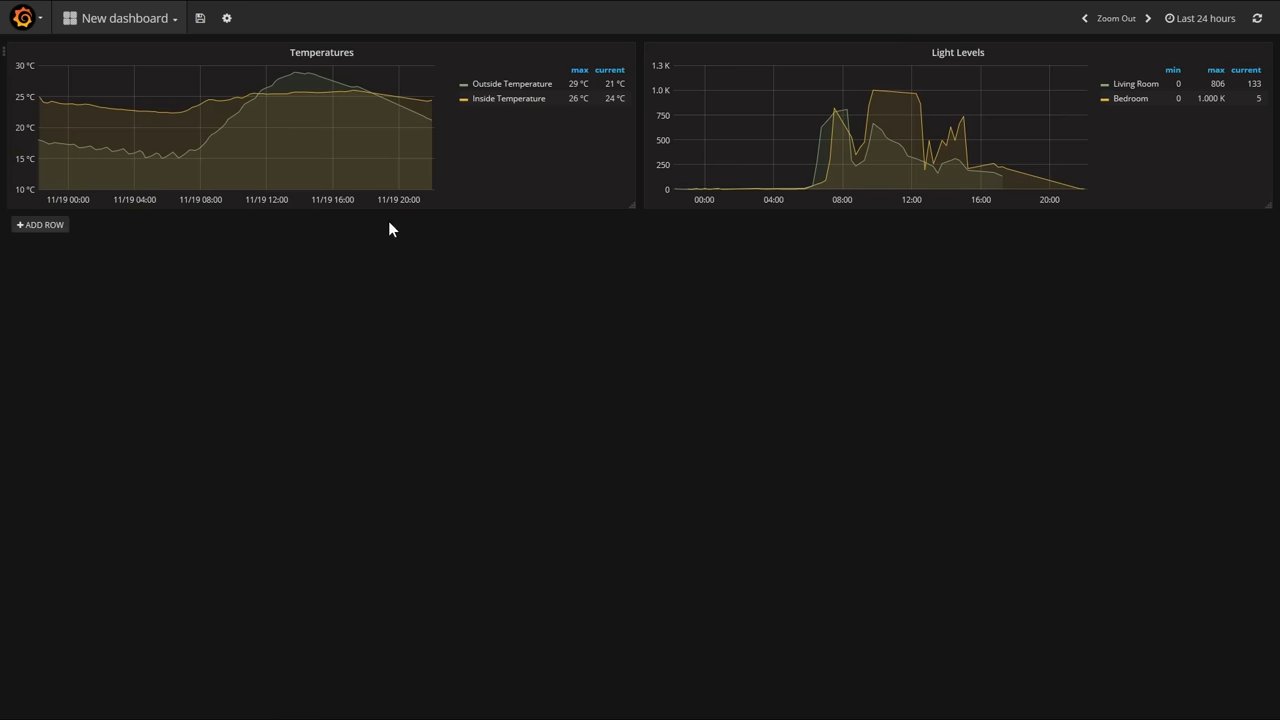 New dashboard
Zoom Out
Last 24 hours
Temperatures
30 °C
25 °C
20 °C
15 °C
10 °C
11/19 00:00 11/19 04:00 11/19 08:00 11/19 12:00 11/19 16:00 11/19 20:00
max current
Outside Temperature 29 °C 21 °C
Inside Temperature 26 °C 24 °C
Light Levels
1.3 K
1.0 K
750
500
250
0
00:00 04:00 08:00 12:00 16:00 20:00
min max current
Living Room 0 806 133
Bedroom 0 1.000 K 5
+ ADD ROW